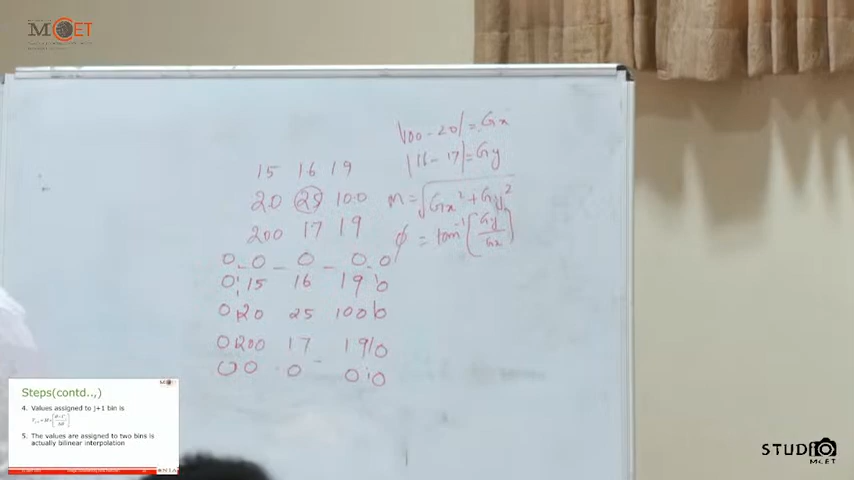 MCET
|100 - 20| = Gx
|16 - 17| = Gy
15 16 19
20 25 100
200 17 19
M = √Gx² + Gy²
φ = tan⁻¹[Gy/Gx]
0 0 0 0 0
0 15 16 19 0
0 20 25 100 0
0 200 17 19 0
0 0 0 0 0
Steps(contd..,)
4. Values assigned to j+1 bin is
5. The values are assigned to two bins is
actually bilinear interpolation
STUDIO
MCET